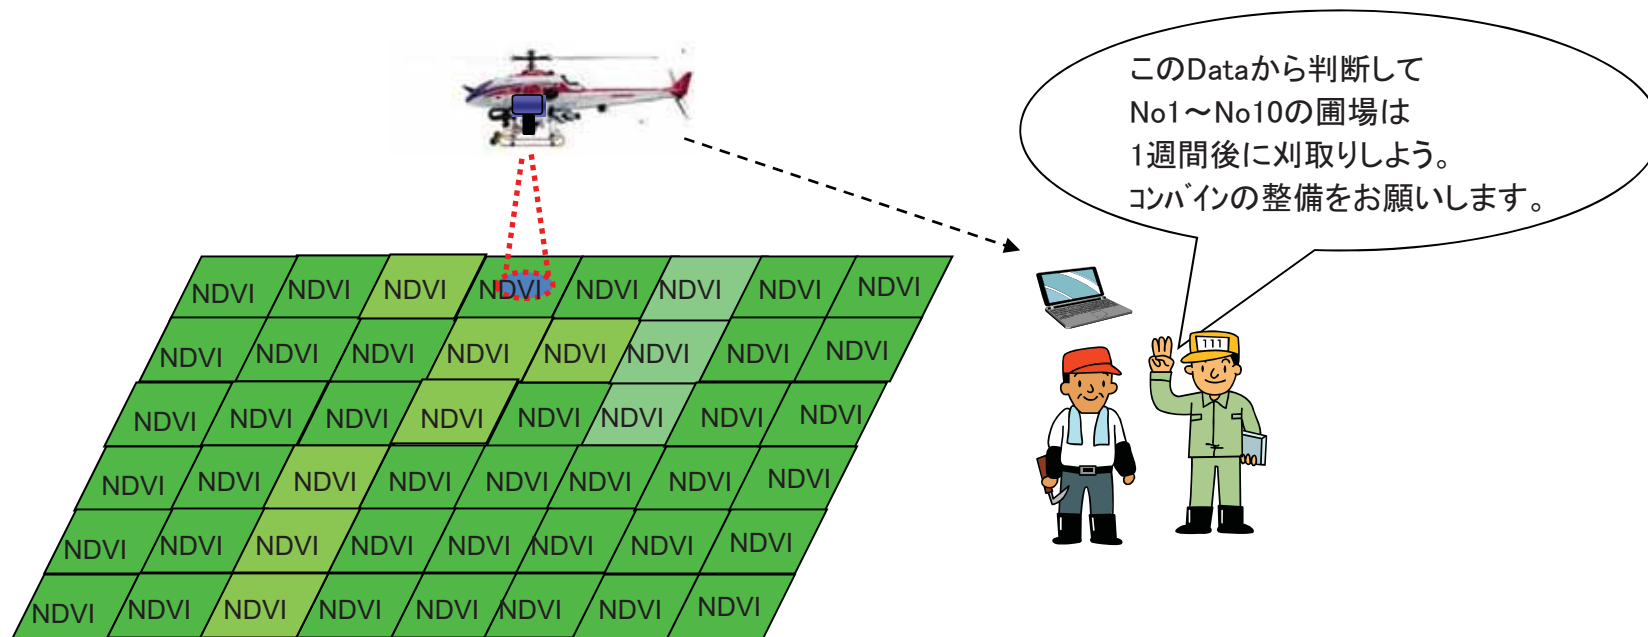 このDataから判断して
No1～No10の圃場は
1週間後に刈取りしよう。
ｺﾝﾊﾞｲﾝの整備をお願いします。
NDVI NDVI NDVI NDVI NDVI NDVI NDVI NDVI
NDVI NDVI NDVI NDVI NDVI NDVI NDVI NDVI
NDVI NDVI NDVI NDVI NDVI NDVI NDVI NDVI
NDVI NDVI NDVI NDVI NDVI NDVI NDVI NDVI
NDVI NDVI NDVI NDVI NDVI NDVI NDVI NDVI
NDVI NDVI NDVI NDVI NDVI NDVI NDVI NDVI